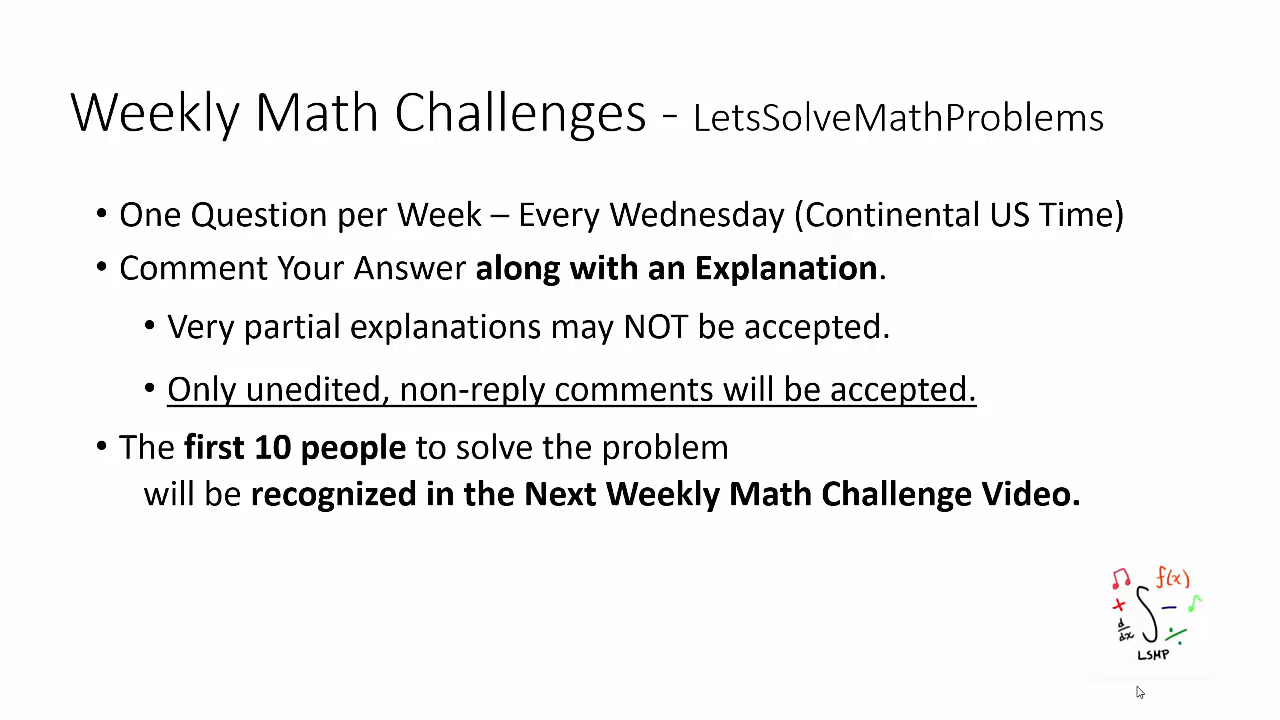 Weekly Math Challenges - LetsSolveMathProblems
• One Question per Week – Every Wednesday (Continental US Time)
• Comment Your Answer along with an Explanation.
• Very partial explanations may NOT be accepted.
• Only unedited, non-reply comments will be accepted.
• The first 10 people to solve the problem
will be recognized in the Next Weekly Math Challenge Video.
f(x)
+ ∫ −
d/dx ÷
LSMP